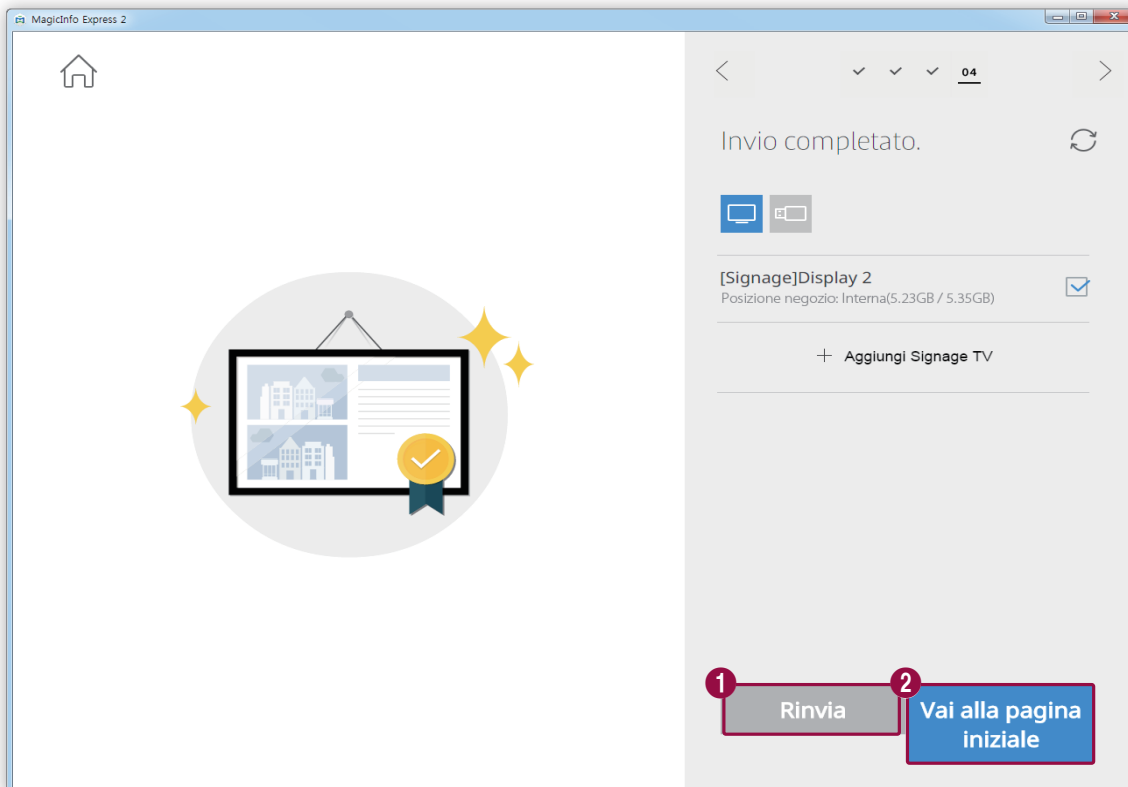 MagicInfo Express 2
04
Invio completato.
[Signage]Display 2
Posizione negozio: Interna(5.23GB / 5.35GB)
Aggiungi Signage TV
1
Rinvia
2
Vai alla pagina
iniziale